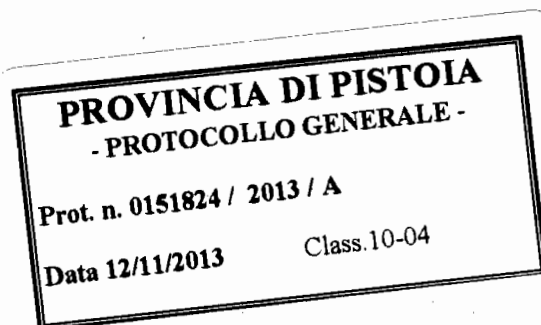 PROVINCIA DI PISTOIA
- PROTOCOLLO GENERALE -
Prot. n. 0151824 / 2013 / A
Data 12/11/2013 Class.10-04